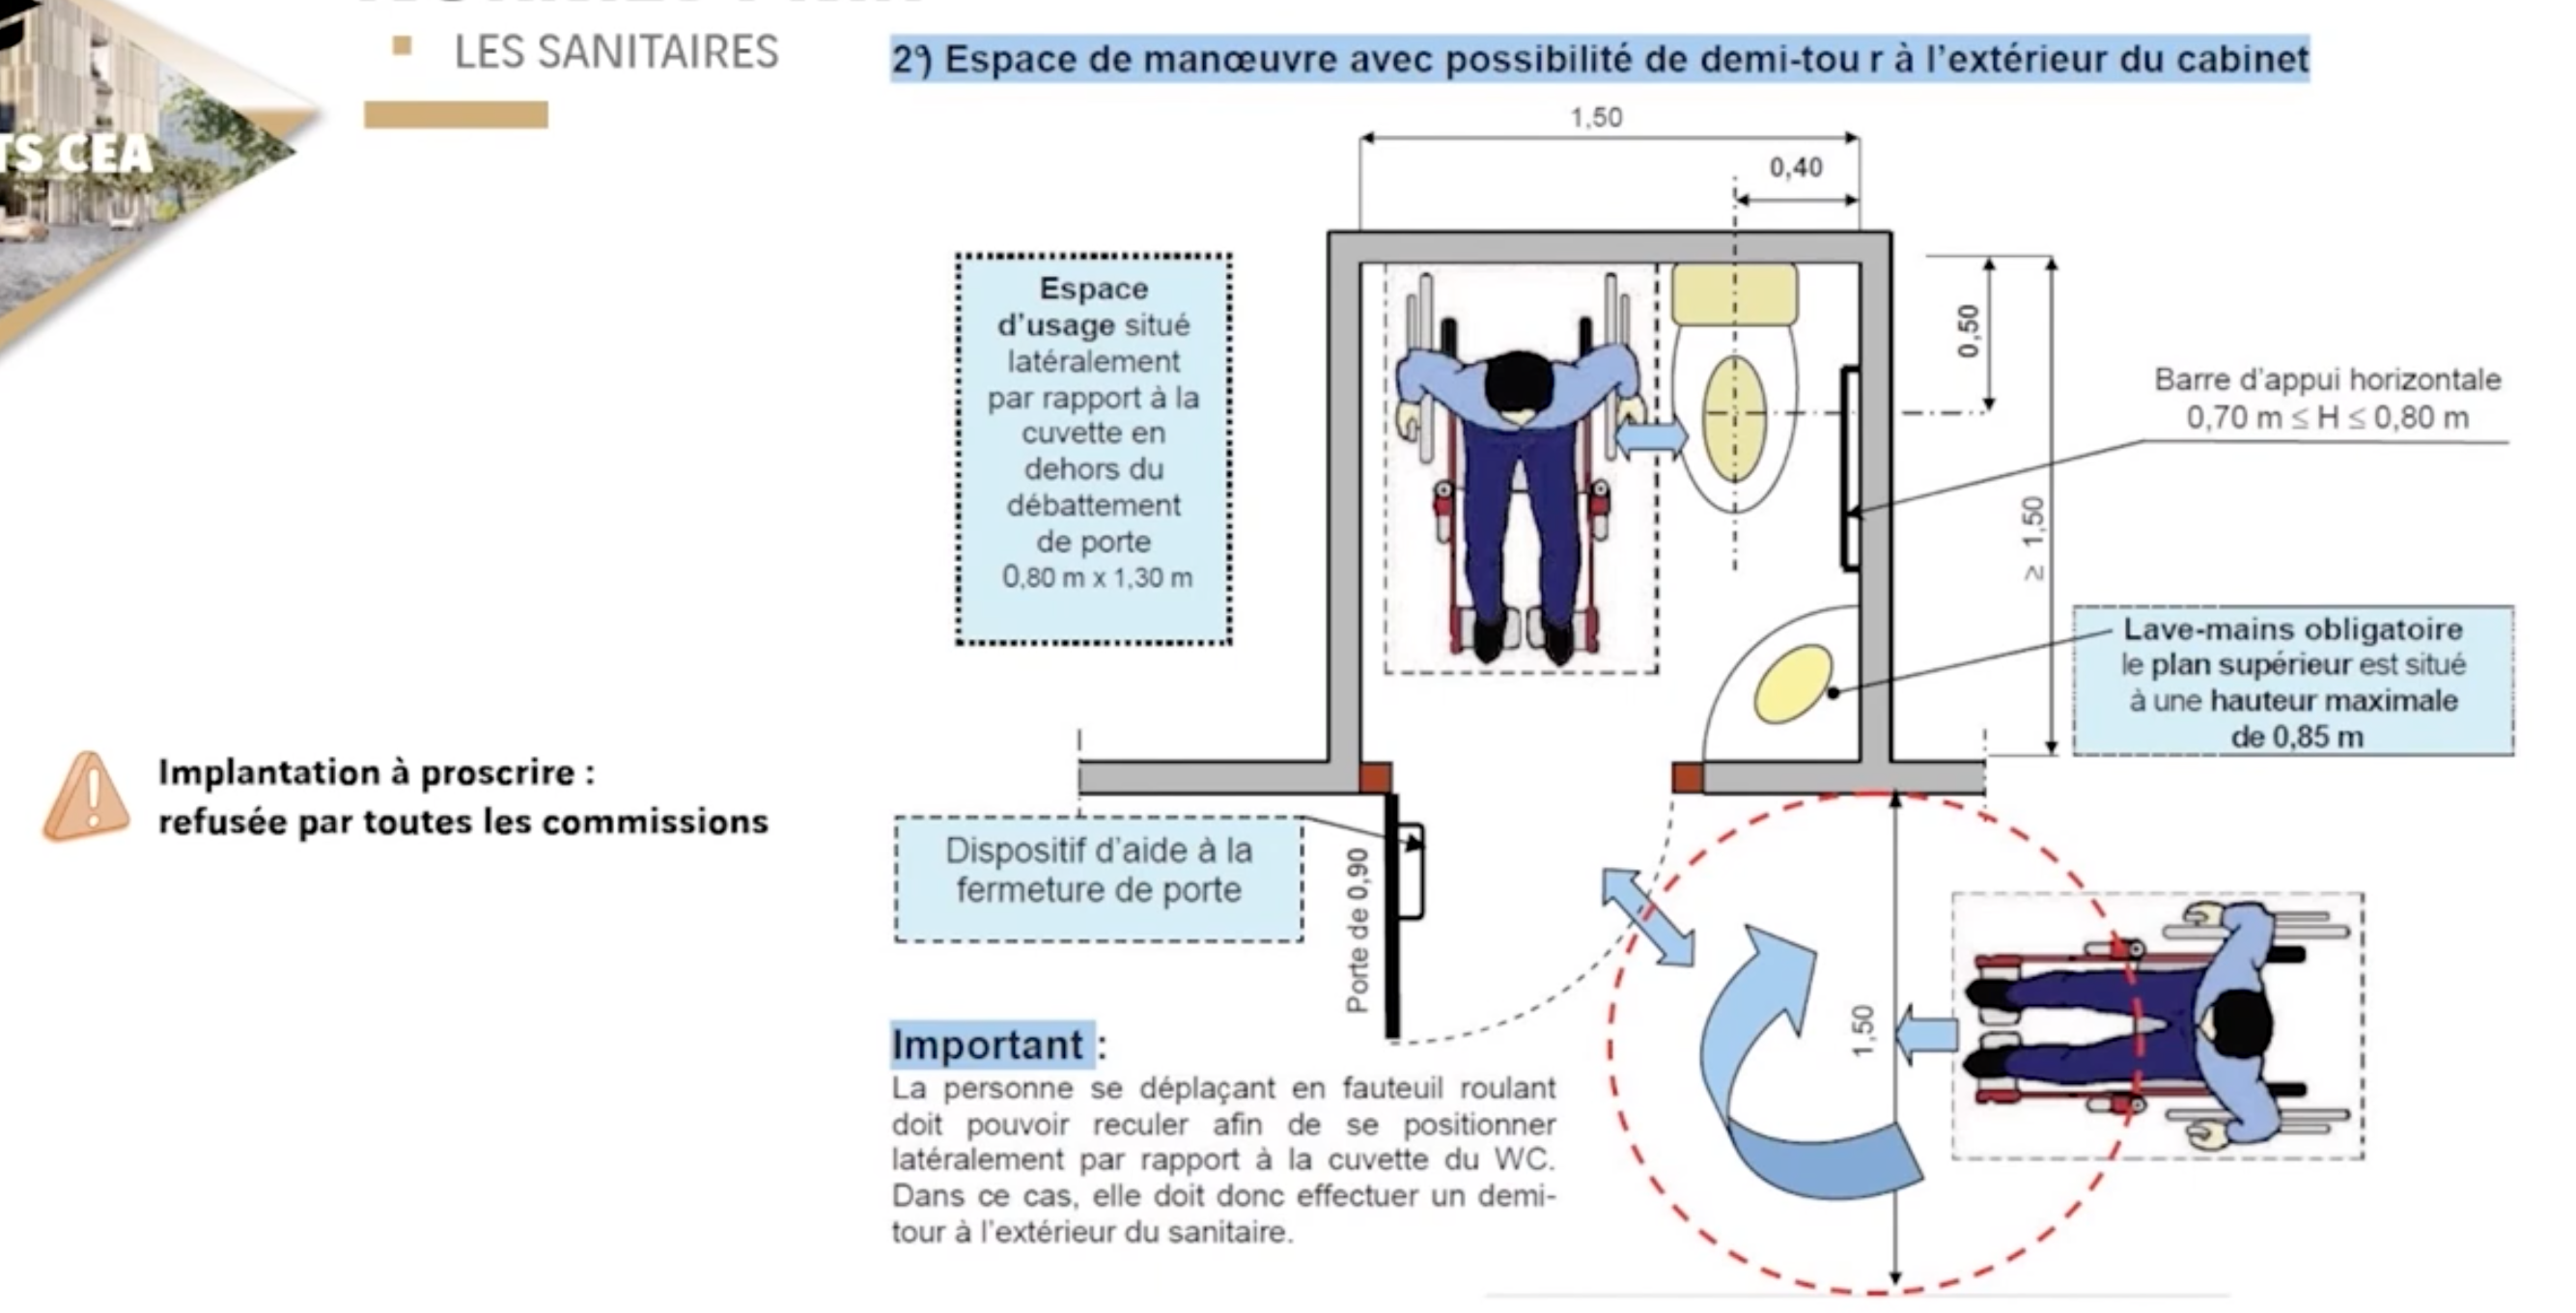 LES SANITAIRES
TS CEA
2°) Espace de manœuvre avec possibilité de demi-tou r à l'extérieur du cabinet
1,50
0,40
Espace
d'usage situé
latéralement
par rapport à la
cuvette en
dehors du
débattement
de porte
0,80 m x 1,30 m
0,50
Barre d'appui horizontale
0,70 m ≤ H ≤ 0,80 m
≥ 1,50
Lave-mains obligatoire
le plan supérieur est situé
à une hauteur maximale
de 0,85 m
Implantation à proscrire :
refusée par toutes les commissions
Dispositif d'aide à la
fermeture de porte
Porte de 0,90
1,50
Important :
La personne se déplaçant en fauteuil roulant
doit pouvoir reculer afin de se positionner
latéralement par rapport à la cuvette du WC.
Dans ce cas, elle doit donc effectuer un demi-
tour à l'extérieur du sanitaire.